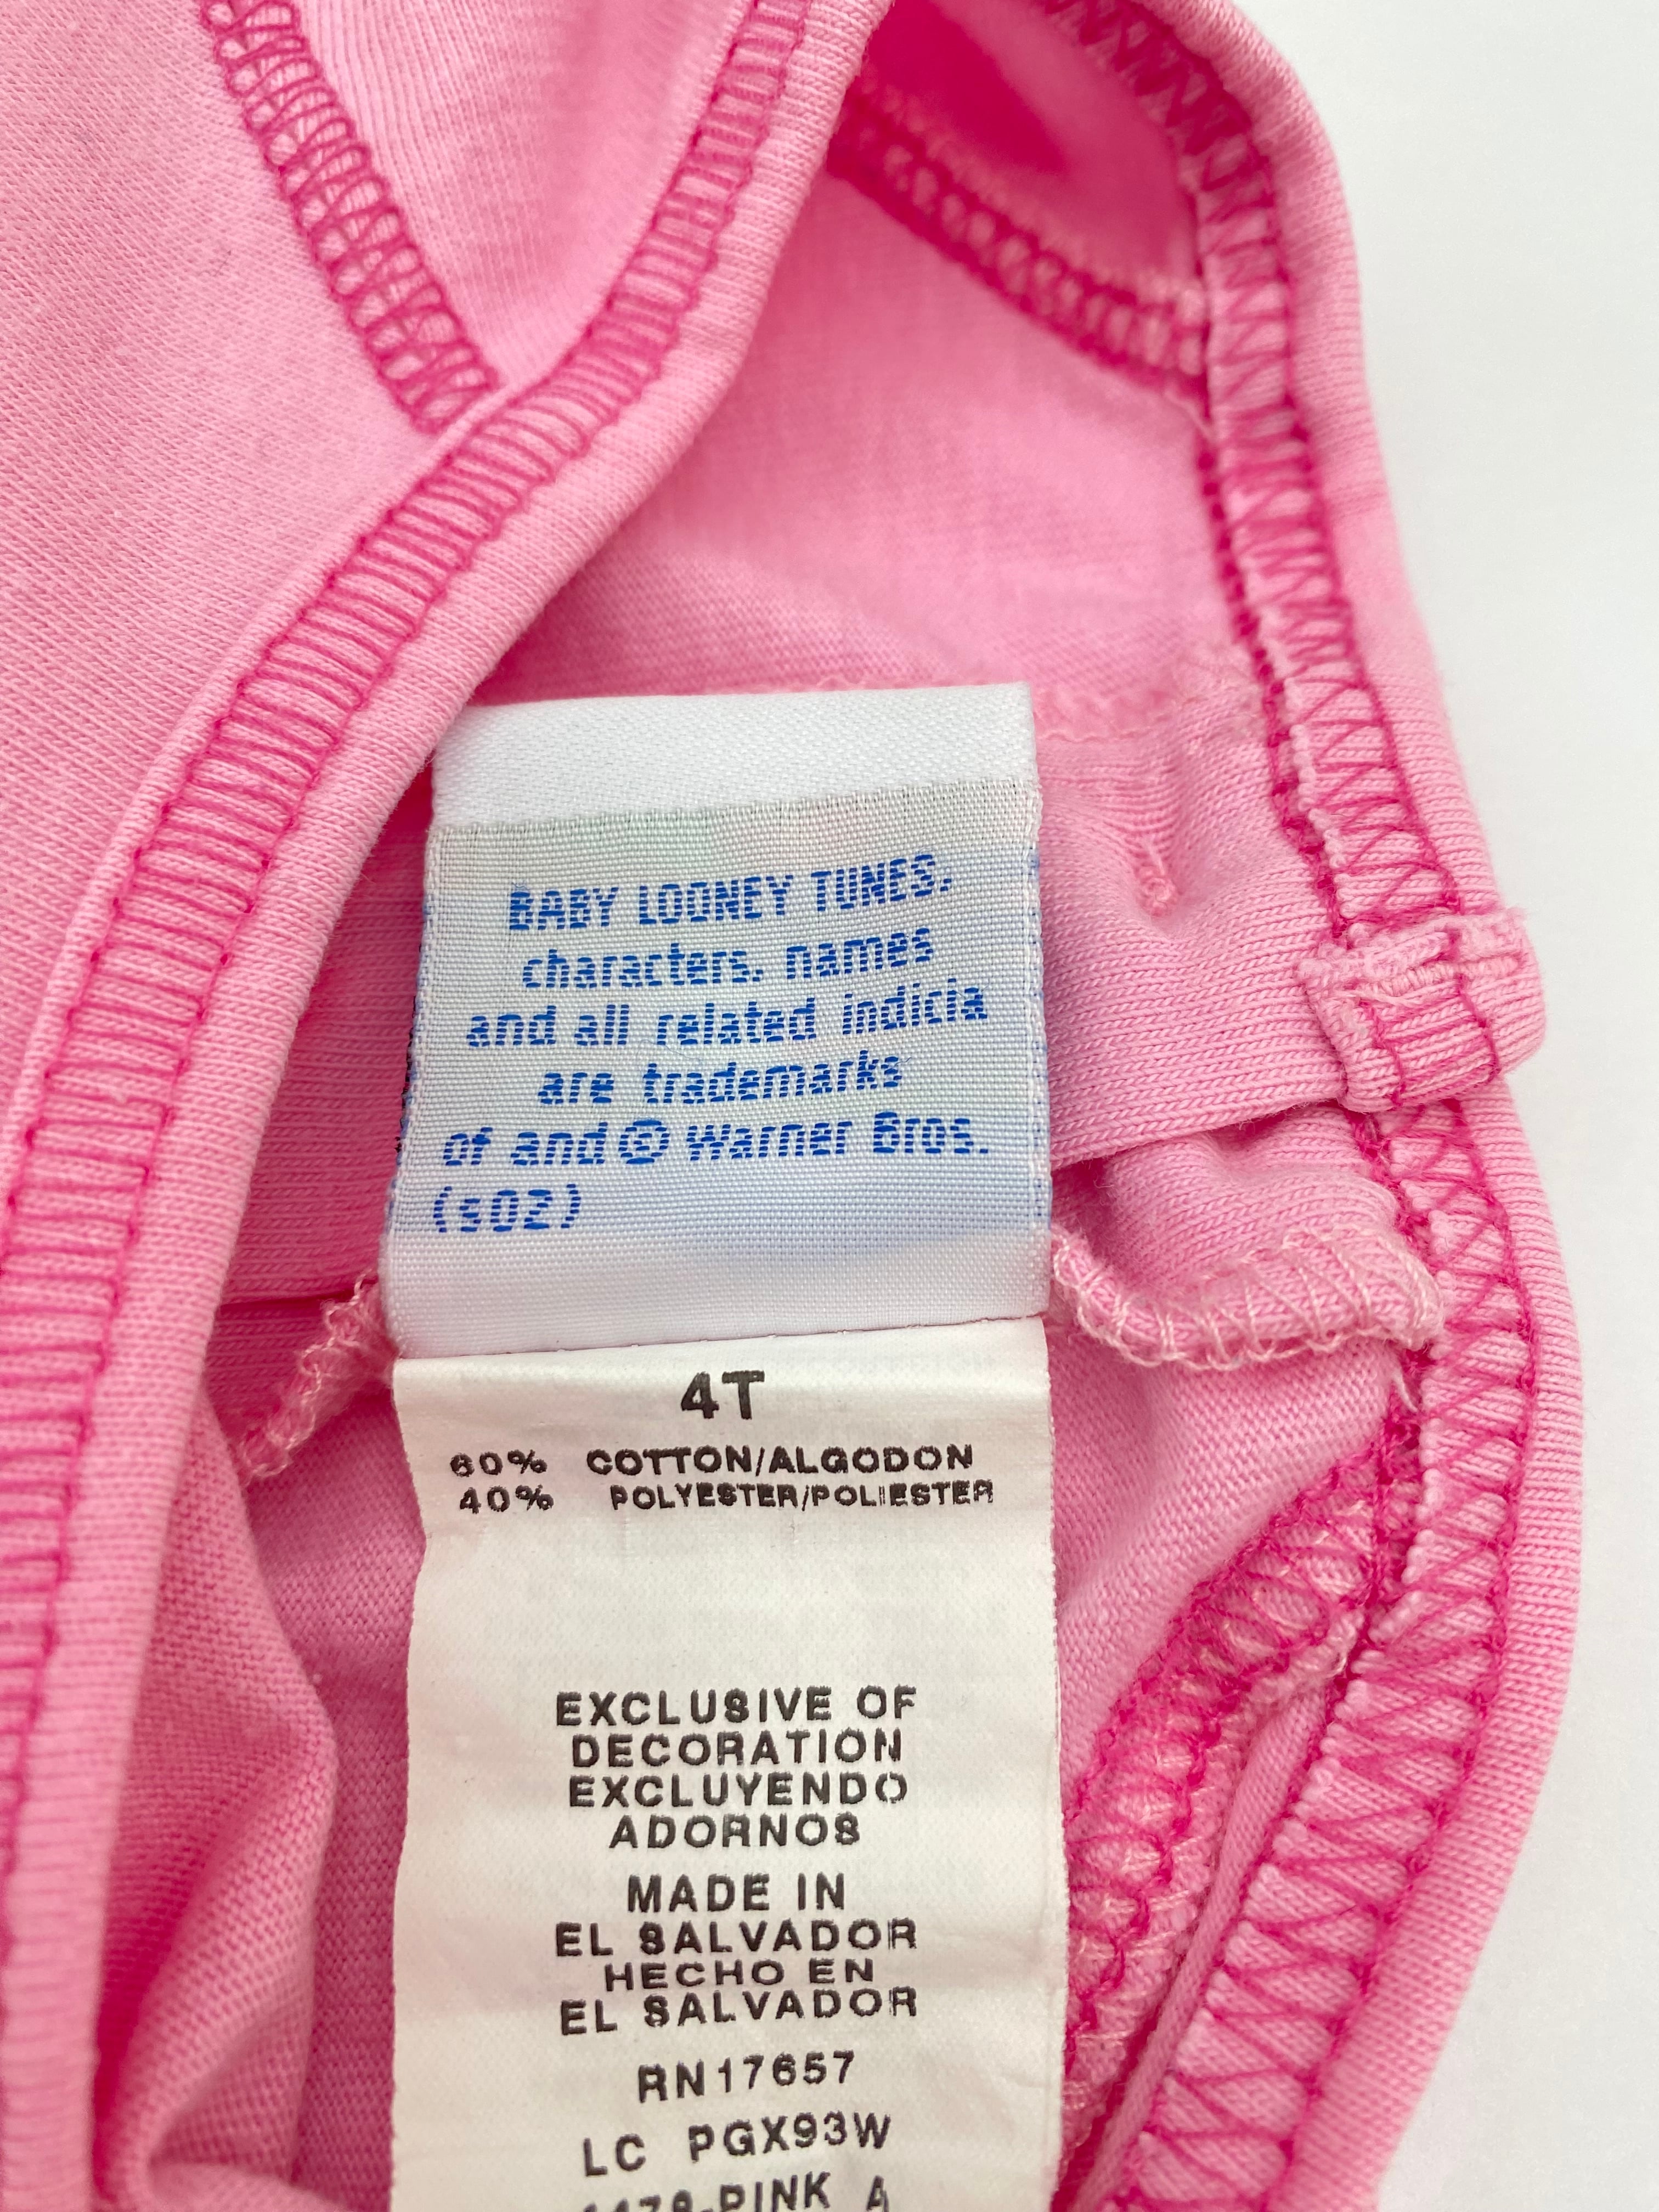 BABY LOONEY TUNES,
characters, names
and all related indicia
are trademarks
of and © Warner Bros.
(s02)
4T
60% COTTON/ALGODON
40% POLYESTER/POLIESTER
EXCLUSIVE OF
DECORATION
EXCLUYENDO
ADORNOS
MADE IN
EL SALVADOR
HECHO EN
EL SALVADOR
RN17657
LC PGX93W
A